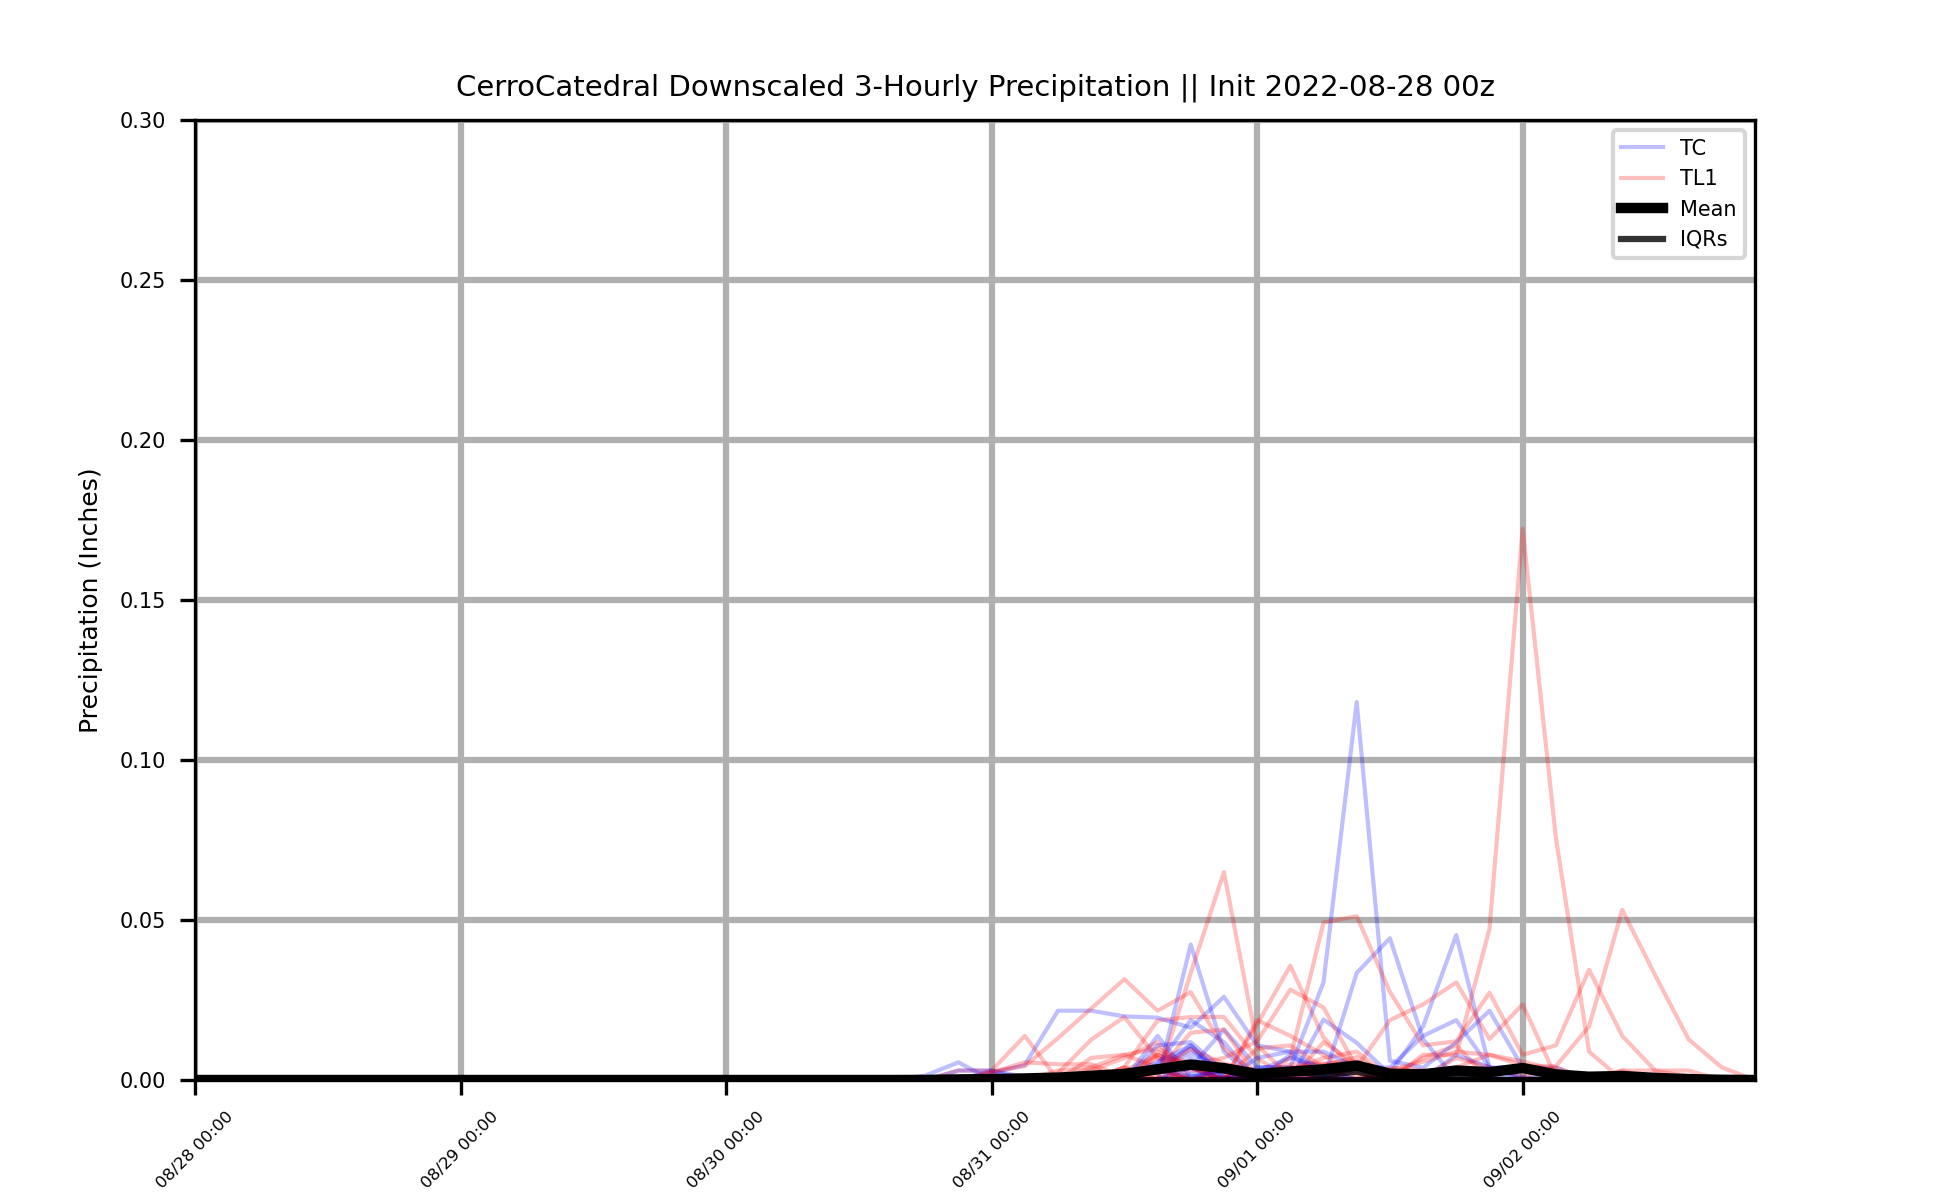 CerroCatedral Downscaled 3-Hourly Precipitation || Init 2022-08-28 00z
TC
TL1
Mean
IQRs
Precipitation (Inches)
0.30
0.25
0.20
0.15
0.10
0.05
0.00
08/28 00:00
08/29 00:00
08/30 00:00
08/31 00:00
09/01 00:00
09/02 00:00